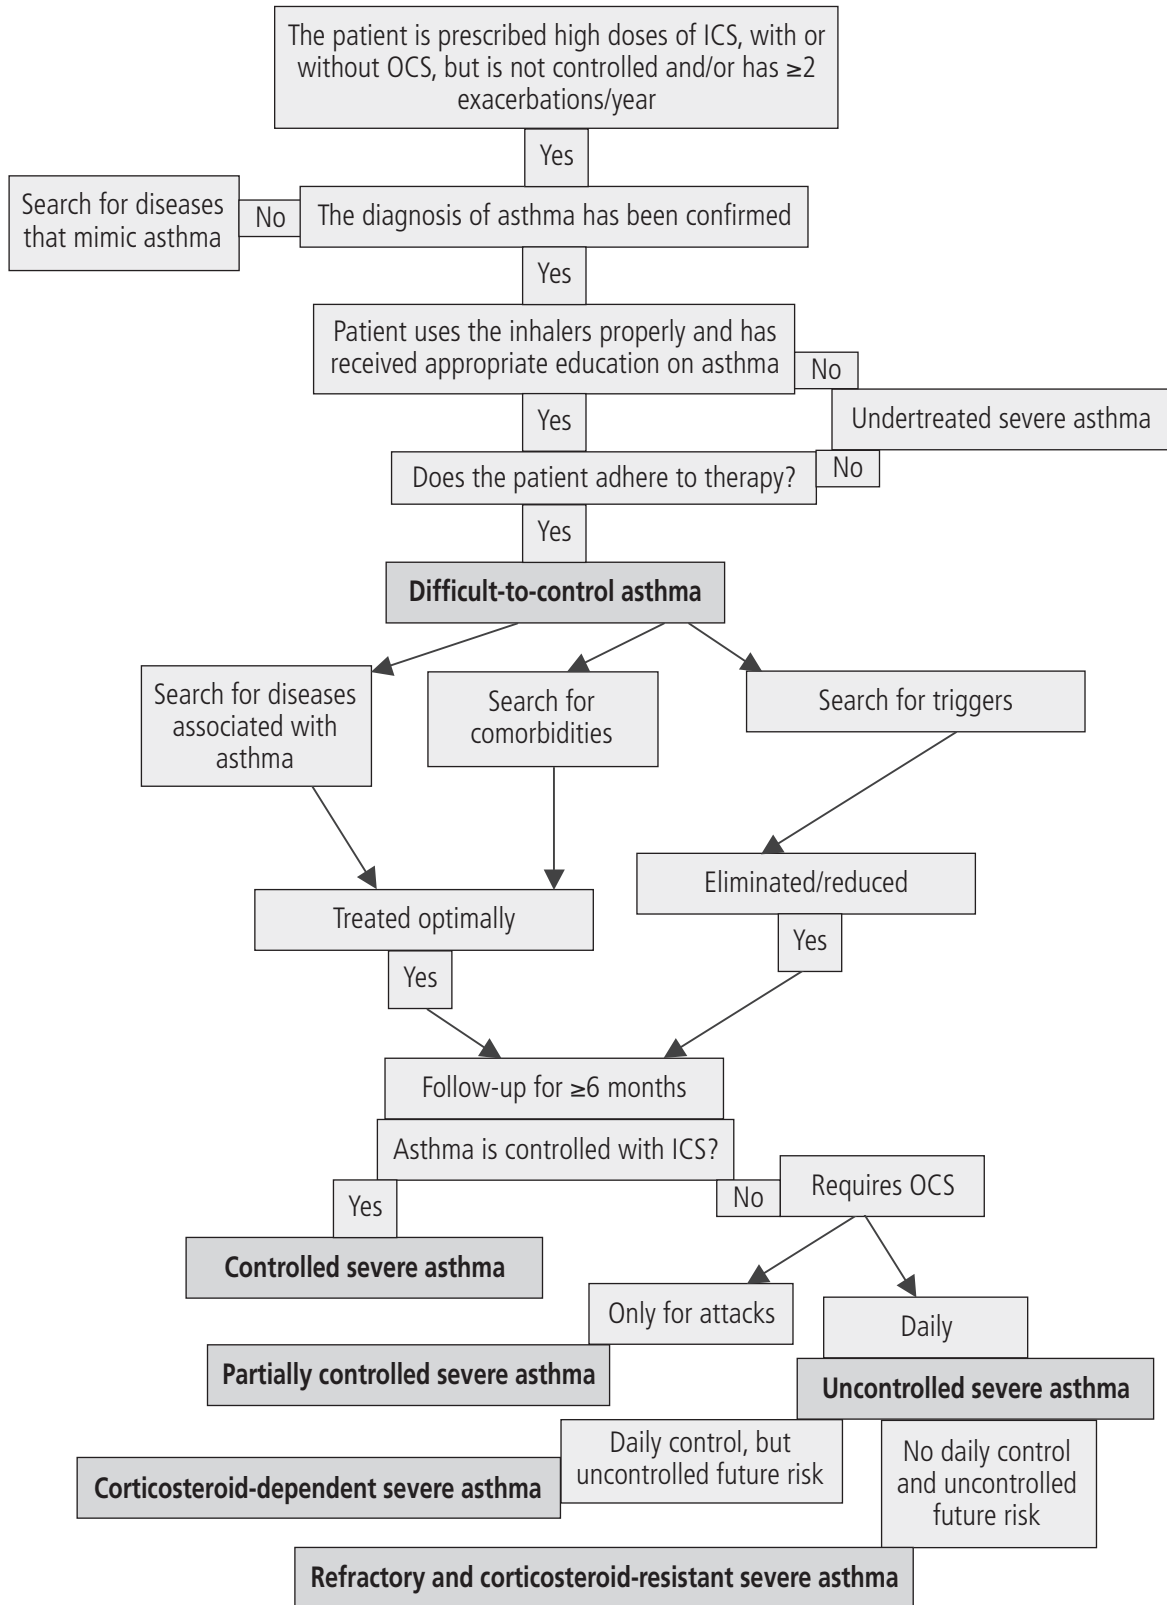 The patient is prescribed high doses of ICS, with or
without OCS, but is not controlled and/or has ≥2
exacerbations/year
Yes
Search for diseases
that mimic asthma
No
The diagnosis of asthma has been confirmed
Yes
Patient uses the inhalers properly and has
received appropriate education on asthma
No
Yes
Undertreated severe asthma
Does the patient adhere to therapy?
No
Yes
Difficult-to-control asthma
Search for diseases
associated with
asthma
Search for
comorbidities
Search for triggers
Eliminated/reduced
Treated optimally
Yes
Yes
Follow-up for ≥6 months
Asthma is controlled with ICS?
Yes
No
Requires OCS
Controlled severe asthma
Only for attacks
Daily
Partially controlled severe asthma
Uncontrolled severe asthma
Daily control, but
uncontrolled future risk
No daily control
and uncontrolled
future risk
Corticosteroid-dependent severe asthma
Refractory and corticosteroid-resistant severe asthma